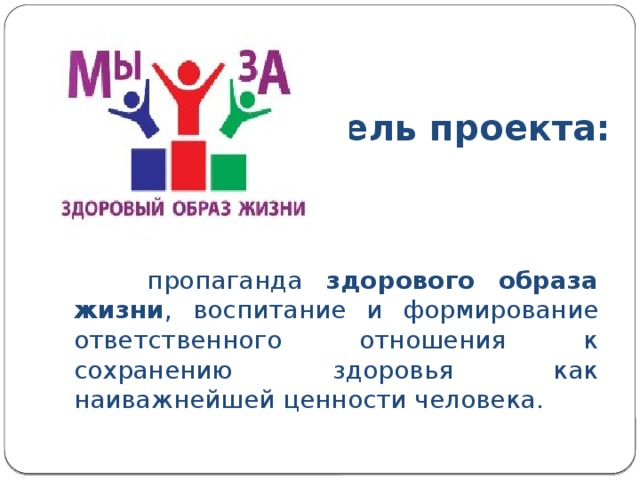 МЫ ЗА
ЗДОРОВЫЙ ОБРАЗ ЖИЗНИ
ель проекта:
пропаганда здорового образа
жизни, воспитание и формирование
ответственного отношения к
сохранению здоровья как
наиважнейшей ценности человека.